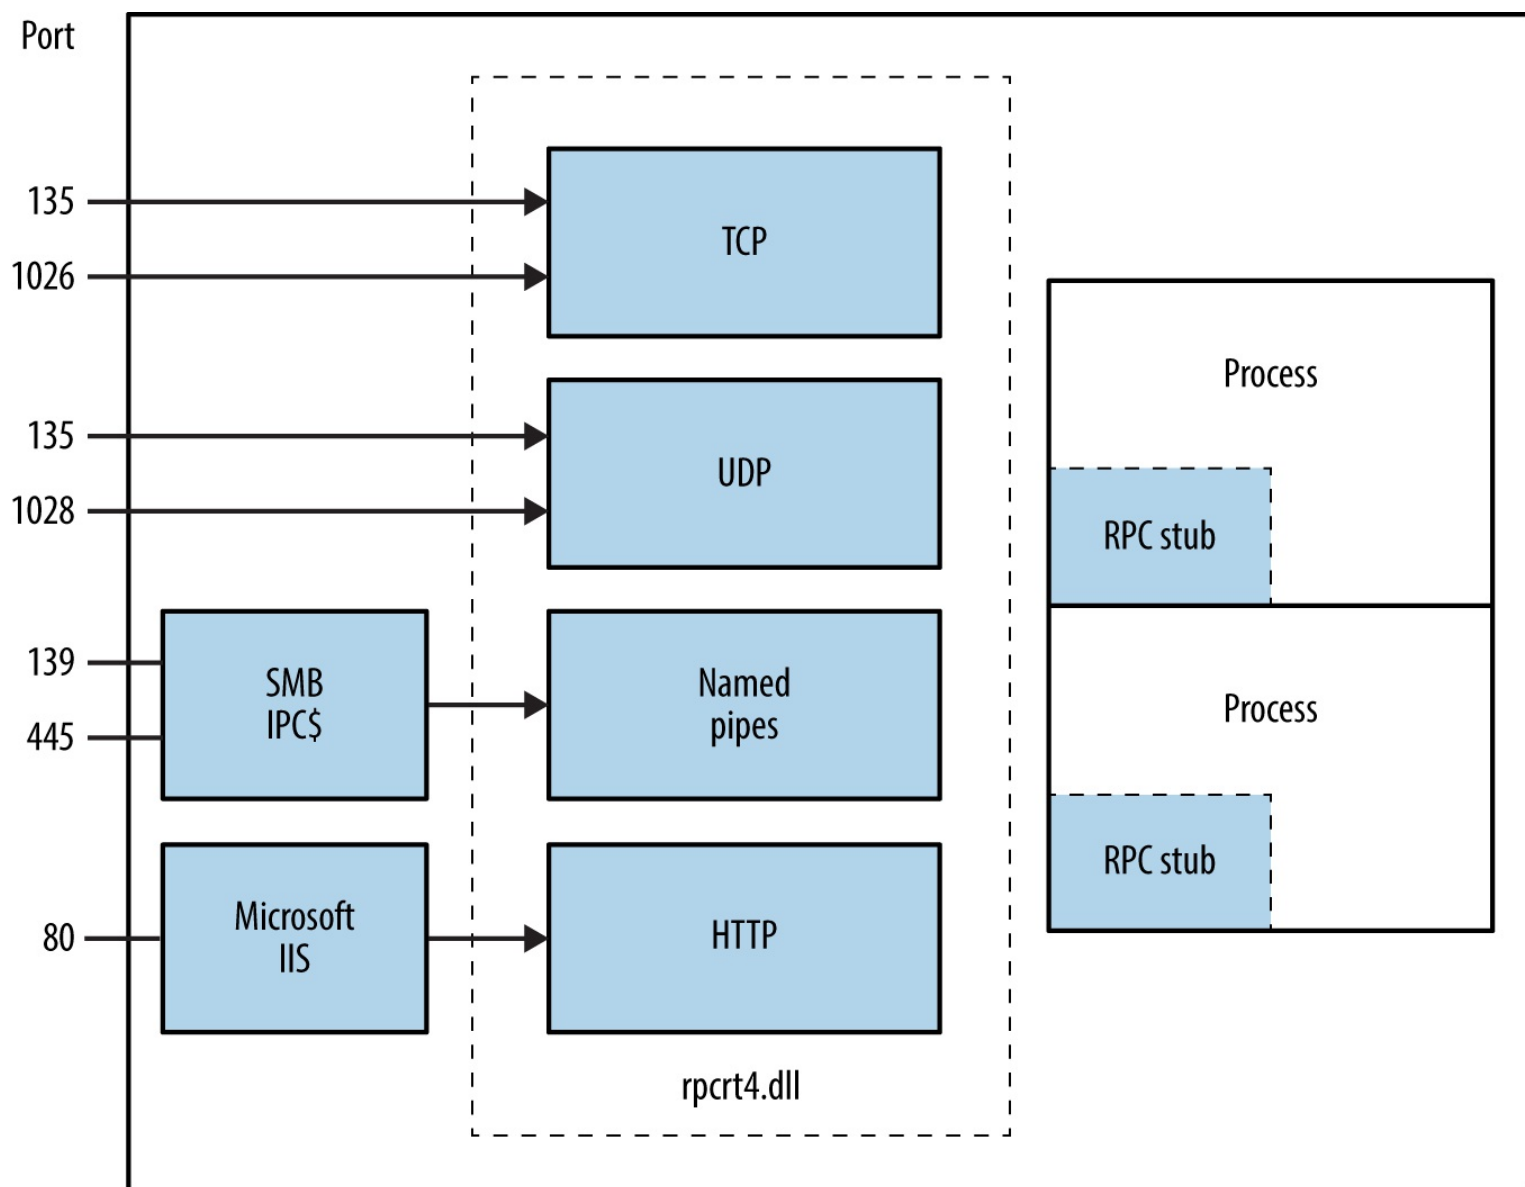 Port
135
1026
TCP
135
1028
UDP
139
445
SMB
IPC$
Named
pipes
80
Microsoft
IIS
HTTP
rpcrt4.dll
Process
RPC stub
Process
RPC stub